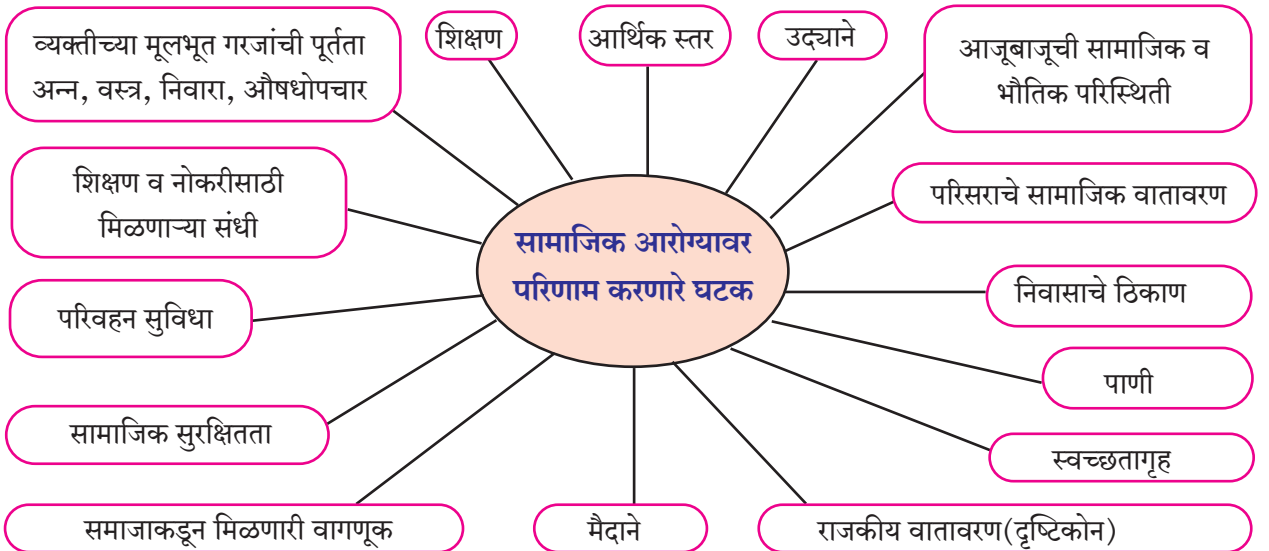 व्यक्तीच्या मूलभूत गरजांची पूर्तता
अन्न, वस्त्र, निवारा, औषधोपचार
शिक्षण
आर्थिक स्तर
उद्याने
आजूबाजूची सामाजिक व
भौतिक परिस्थिती
शिक्षण व नोकरीसाठी
मिळणाऱ्या संधी
परिसराचे सामाजिक वातावरण
सामाजिक आरोग्यावर
परिणाम करणारे घटक
परिवहन सुविधा
निवासाचे ठिकाण
पाणी
सामाजिक सुरक्षितता
स्वच्छतागृह
समाजाकडून मिळणारी वागणूक
मैदाने
राजकीय वातावरण(दृष्टिकोन)